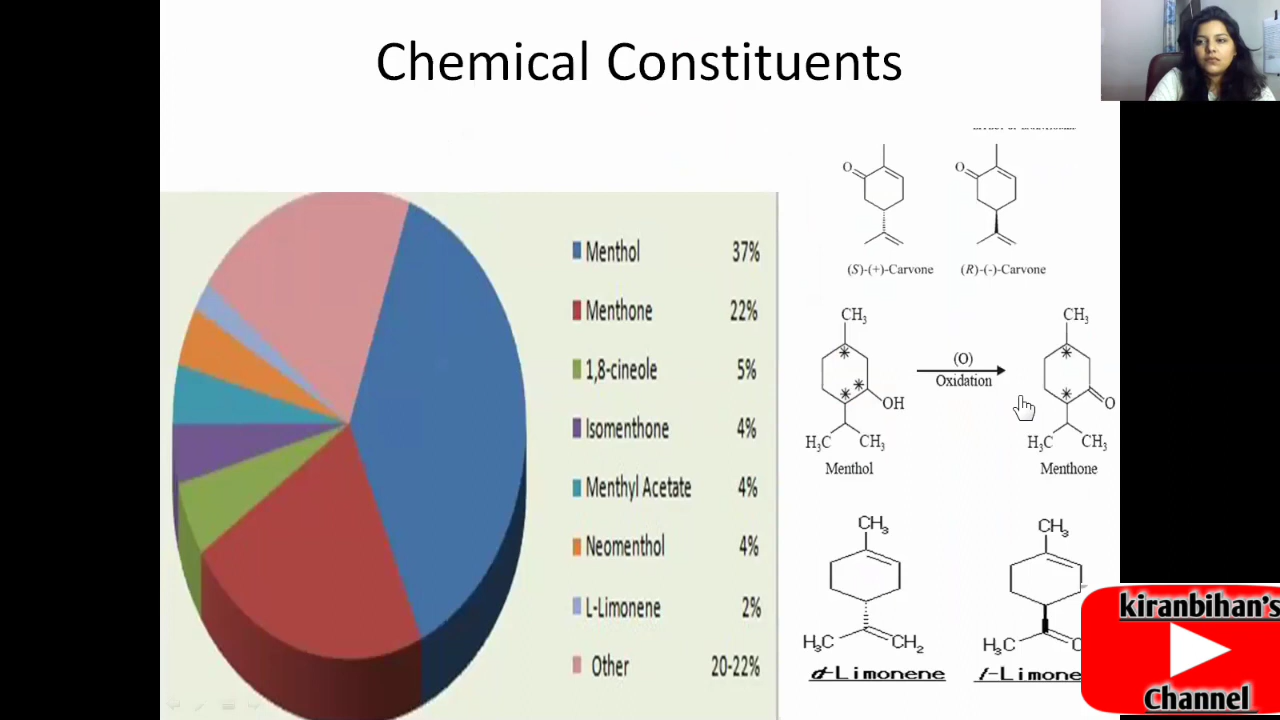 Chemical Constituents
Menthol 37%
Menthone 22%
1,8-cineole 5%
Isomenthone 4%
Menthyl Acetate 4%
Neomenthol 4%
L-Limonene 2%
Other 20-22%
O O
(S)-(+)-Carvone (R)-(-)-Carvone
CH₃ CH₃
(O)
Oxidation
OH O
H₃C CH₃ H₃C CH₃
Menthol Menthone
CH₃ CH₃
H₃C CH₂ H₃C C
d-Limonene l-Limone
kiranbihan's
Channel